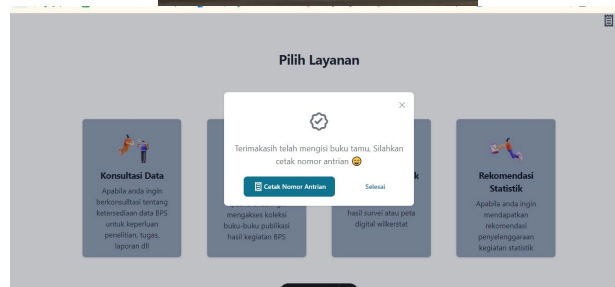 Pilih Layanan
Terimakasih telah mengisi buku tamu, Silahkan
cetak nomor antrian
Cetak Nomor Antrian
Selesai
Konsultasi Data
Apabila anda ingin
berkonsulltasi tentang
ketersediaan data BPS
untuk keperluan
penelitian, tugas,
laporan dll
mengakses koleksi
buku-buku publikasi
hasil kegiatan BPS
hasil survei atau peta
digital wilkerstat
Rekomendasi
Statistik
Apabila anda ingin
mendapatkan
rekomendasi
penyelenggaraan
kegiatan statistik